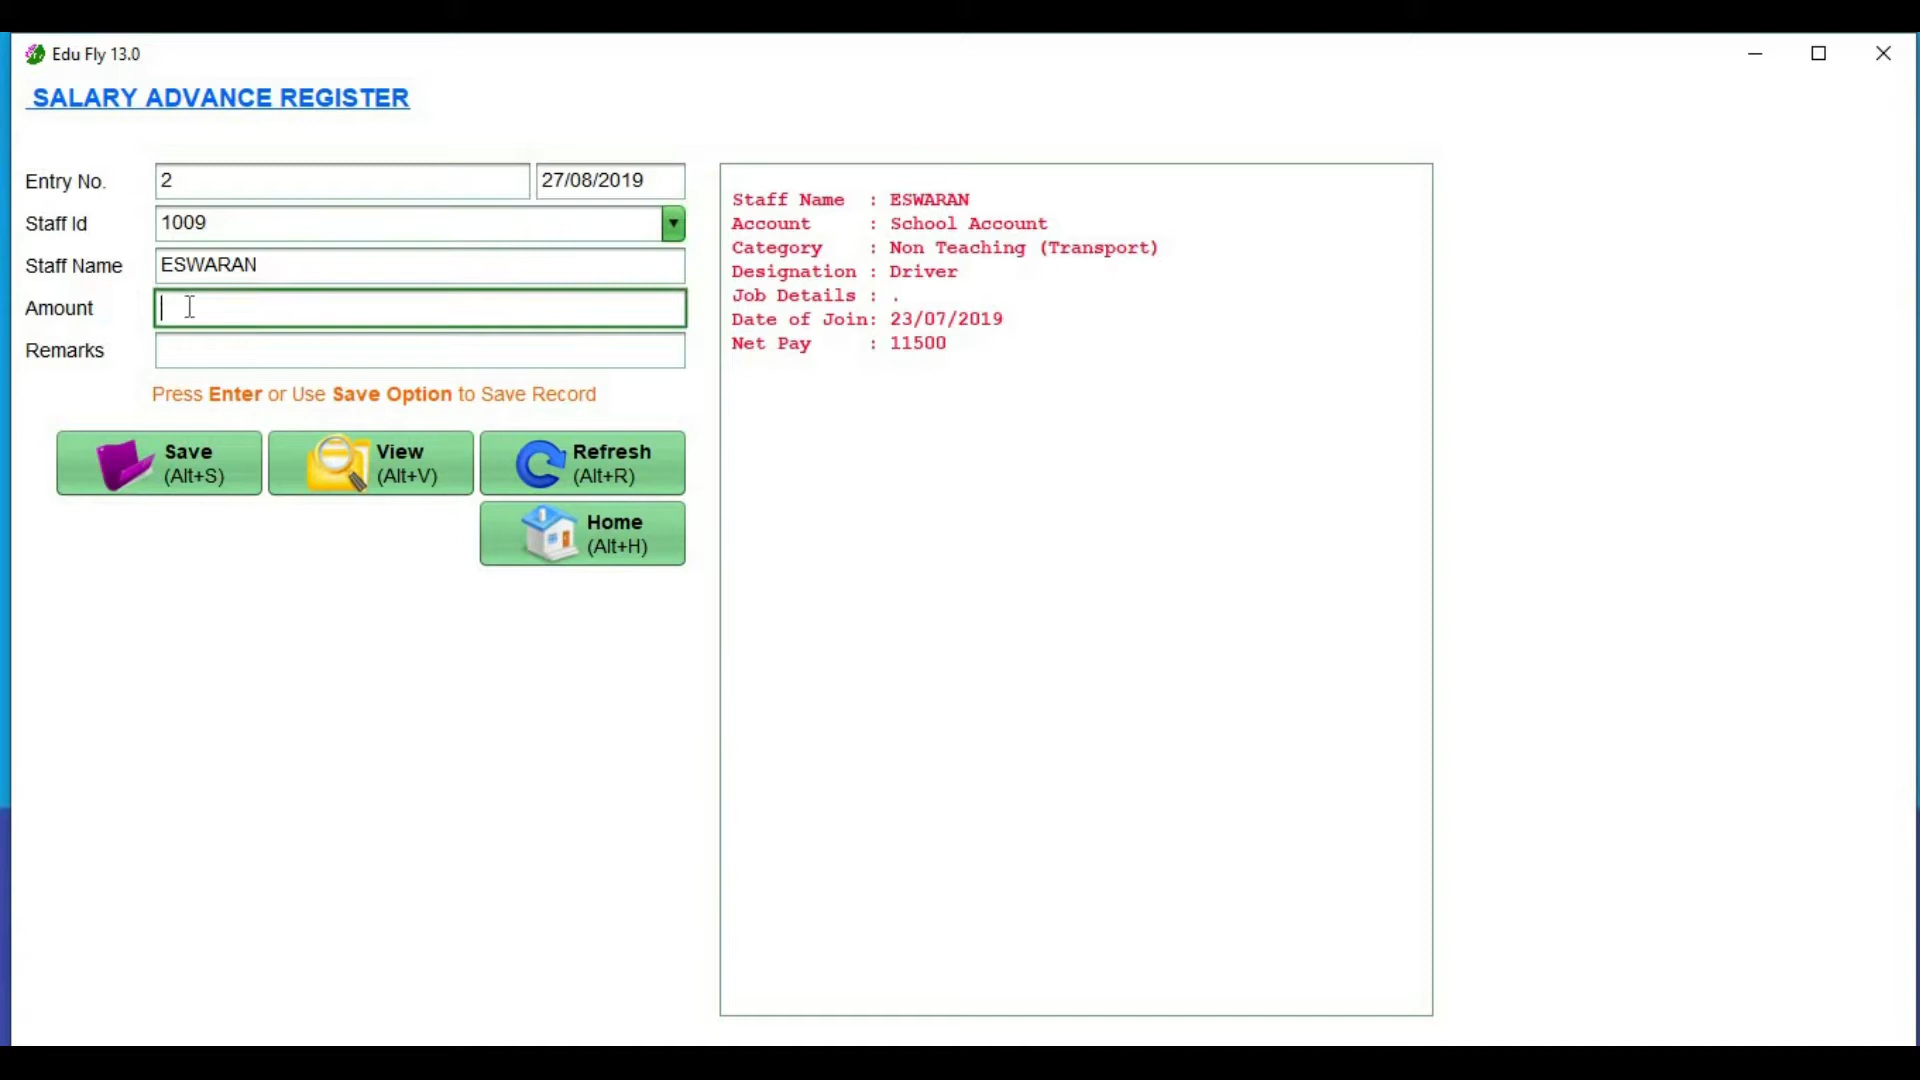 Edu Fly 13.0
SALARY ADVANCE REGISTER
Entry No. 2 27/08/2019
Staff Id 1009
Staff Name ESWARAN
Amount
Remarks
Press Enter or Use Save Option to Save Record
Save
(Alt+S)
View
(Alt+V)
Refresh
(Alt+R)
Home
(Alt+H)
Staff Name : ESWARAN
Account : School Account
Category : Non Teaching (Transport)
Designation : Driver
Job Details : .
Date of Join: 23/07/2019
Net Pay : 11500